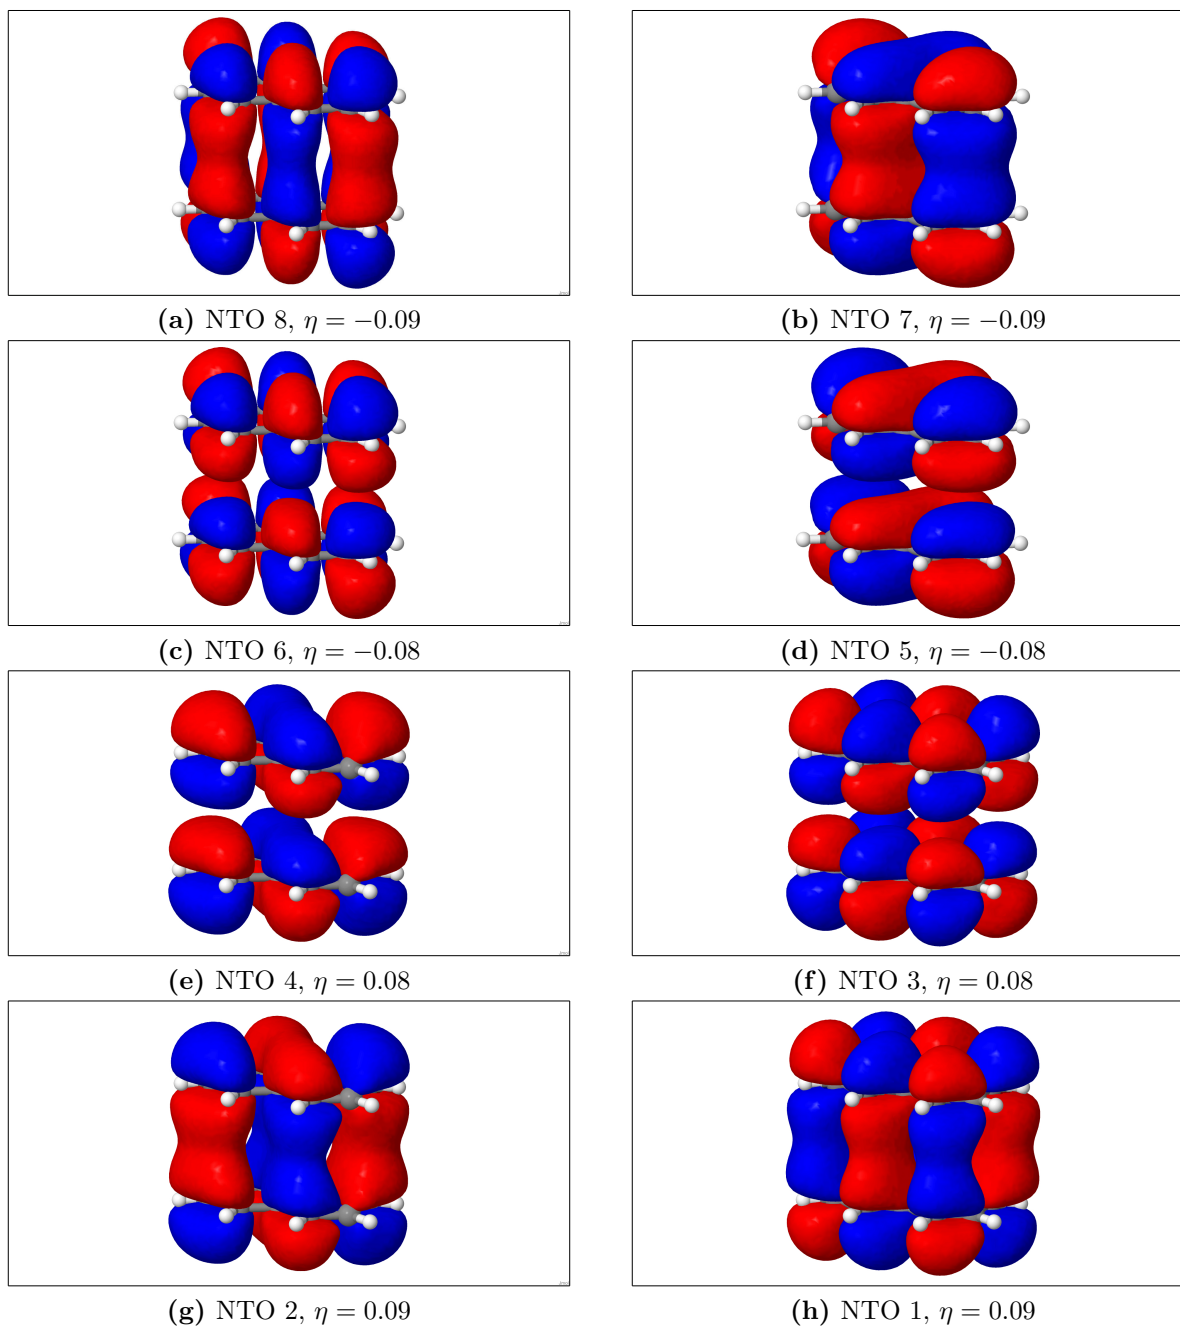 (a) NTO 8, η = −0.09
(b) NTO 7, η = −0.09
(c) NTO 6, η = −0.08
(d) NTO 5, η = −0.08
(e) NTO 4, η = 0.08
(f) NTO 3, η = 0.08
(g) NTO 2, η = 0.09
(h) NTO 1, η = 0.09